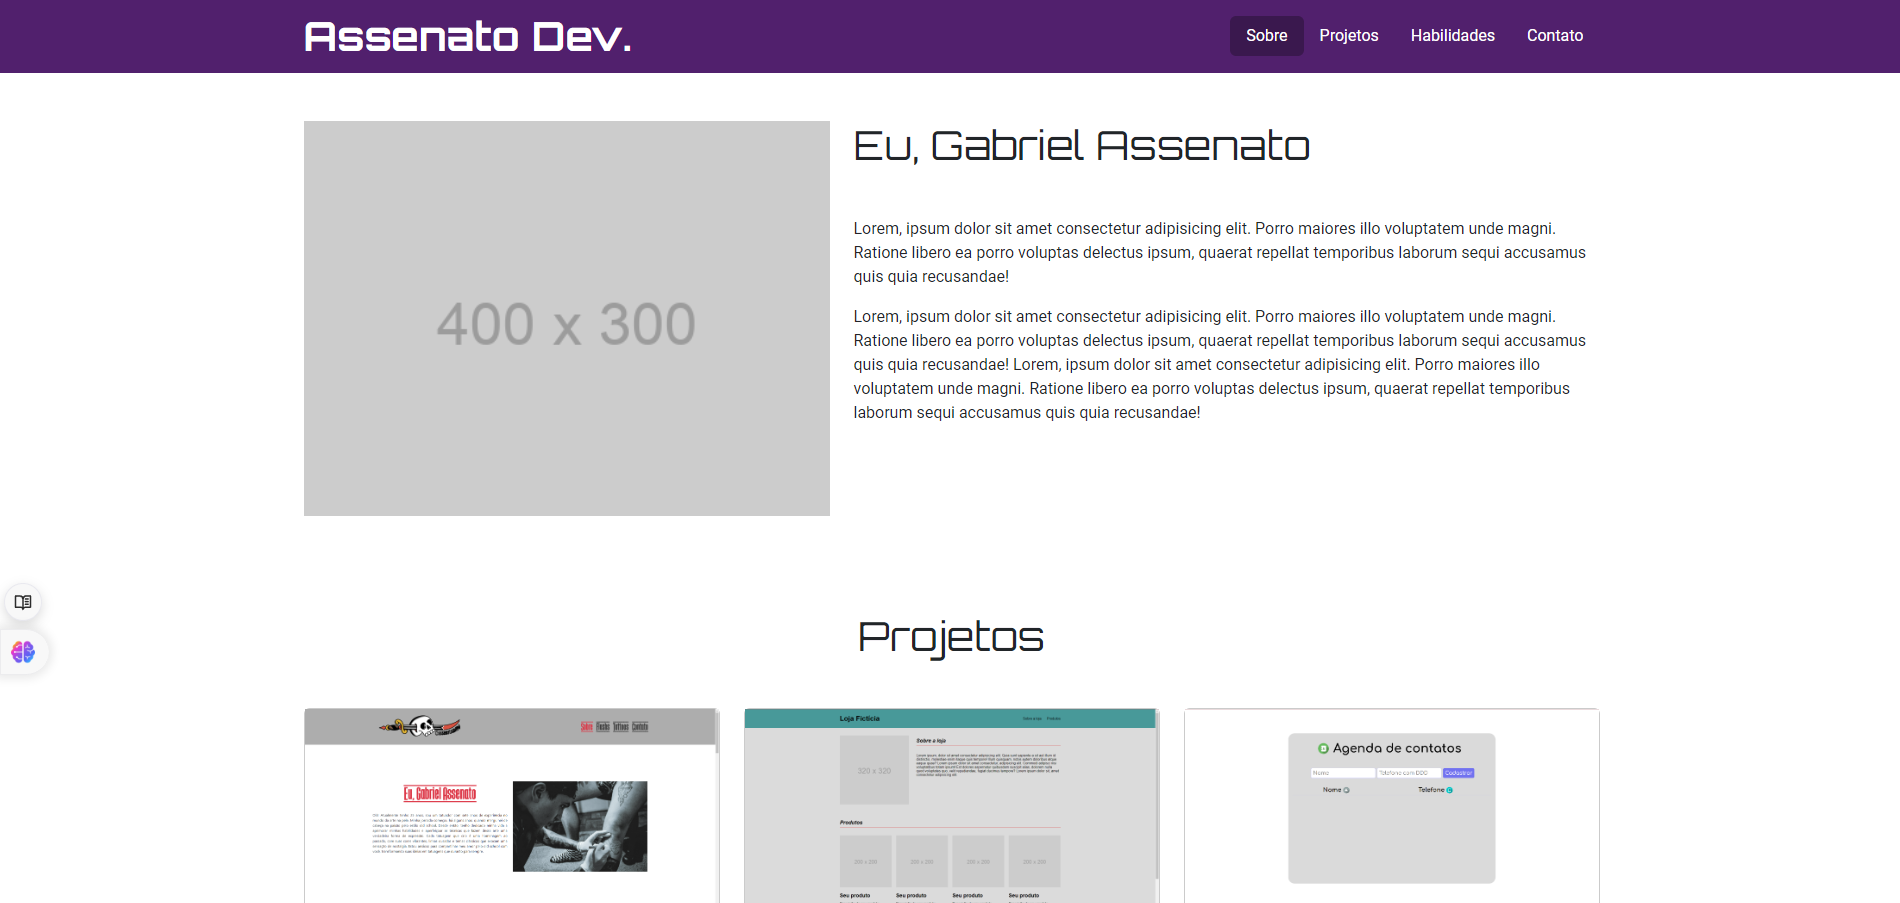 Assenato Dev.
Sobre Projetos Habilidades Contato
400 x 300
Eu, Gabriel Assenato
Lorem, ipsum dolor sit amet consectetur adipisicing elit. Porro maiores illo voluptatem unde magni.
Ratione libero ea porro voluptas delectus ipsum, quaerat repellat temporibus laborum sequi accusamus
quis quia recusandae!
Lorem, ipsum dolor sit amet consectetur adipisicing elit. Porro maiores illo voluptatem unde magni.
Ratione libero ea porro voluptas delectus ipsum, quaerat repellat temporibus laborum sequi accusamus
quis quia recusandae! Lorem, ipsum dolor sit amet consectetur adipisicing elit. Porro maiores illo
voluptatem unde magni. Ratione libero ea porro voluptas delectus ipsum, quaerat repellat temporibus
laborum sequi accusamus quis quia recusandae!
Projetos
Sobre Contato
Eu, Gabriel Assenato
Loja Fictícia
Sobre a loja Produtos
320 x 320
Sobre a loja
Produtos
200 x 200 200 x 200 200 x 200 200 x 200
Seu produto Seu produto Seu produto Seu produto
Agenda de contatos
Nome Telefone com DDD Cadastrar
Nome Telefone